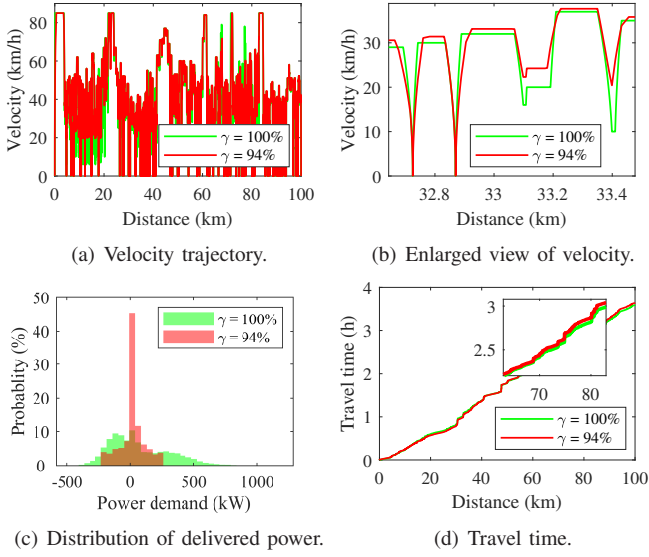 80
60
40
20
0
Velocity (km/h)
γ = 100%
γ = 94%
0 20 40 60 80 100
Distance (km)
(a) Velocity trajectory.
30
20
10
0
Velocity (km/h)
γ = 100%
γ = 94%
32.8 33 33.2 33.4
Distance (km)
(b) Enlarged view of velocity.
50
40
30
20
10
0
Probablity (%)
γ = 100%
γ = 94%
-500 0 500 1000
Power demand (kW)
(c) Distribution of delivered power.
4
3
2
1
0
Travel time (h)
3
2.5
70 80
γ = 100%
γ = 94%
0 20 40 60 80 100
Distance (km)
(d) Travel time.